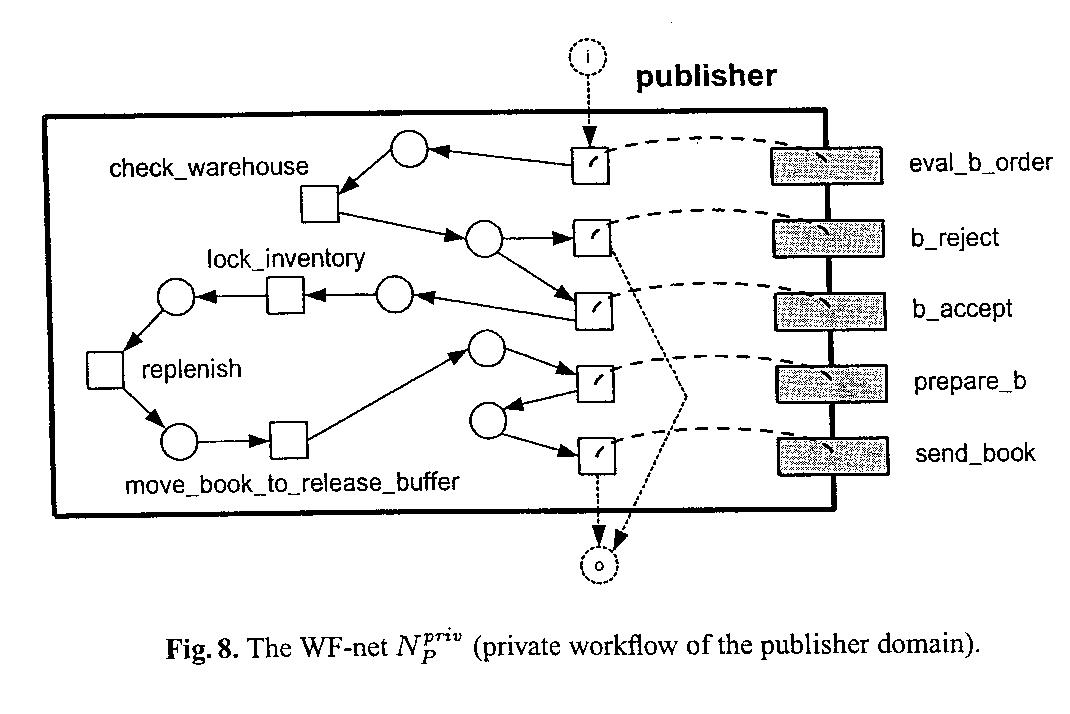 i
publisher
check_warehouse
eval_b_order
b_reject
lock_inventory
b_accept
replenish
prepare_b
send_book
move_book_to_release_buffer
o
Fig. 8. The WF-net N_P^{priv} (private workflow of the publisher domain).